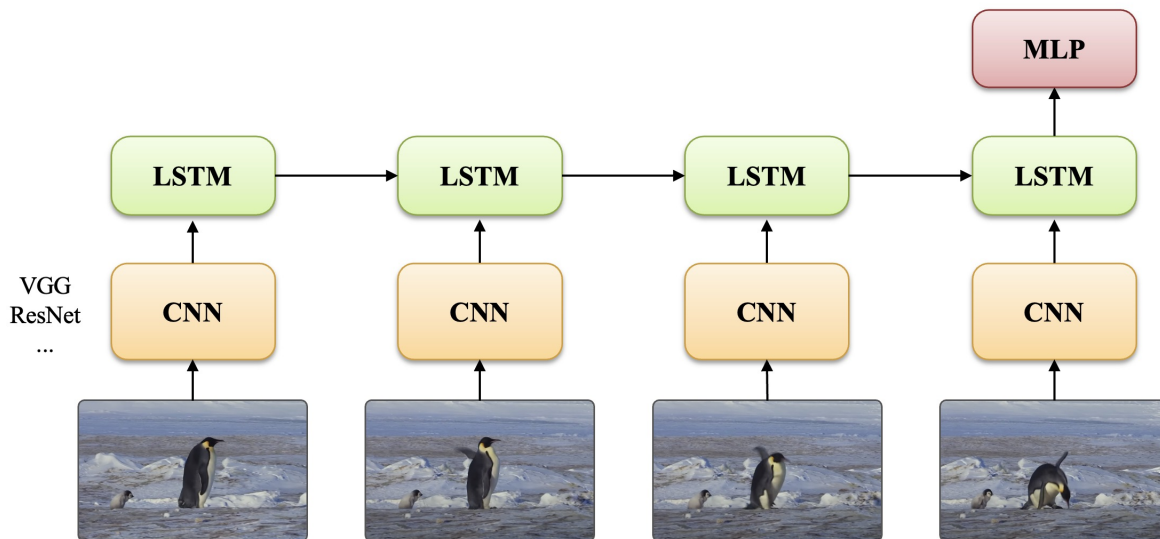 MLP
LSTM LSTM LSTM LSTM
VGG
ResNet
...
CNN CNN CNN CNN